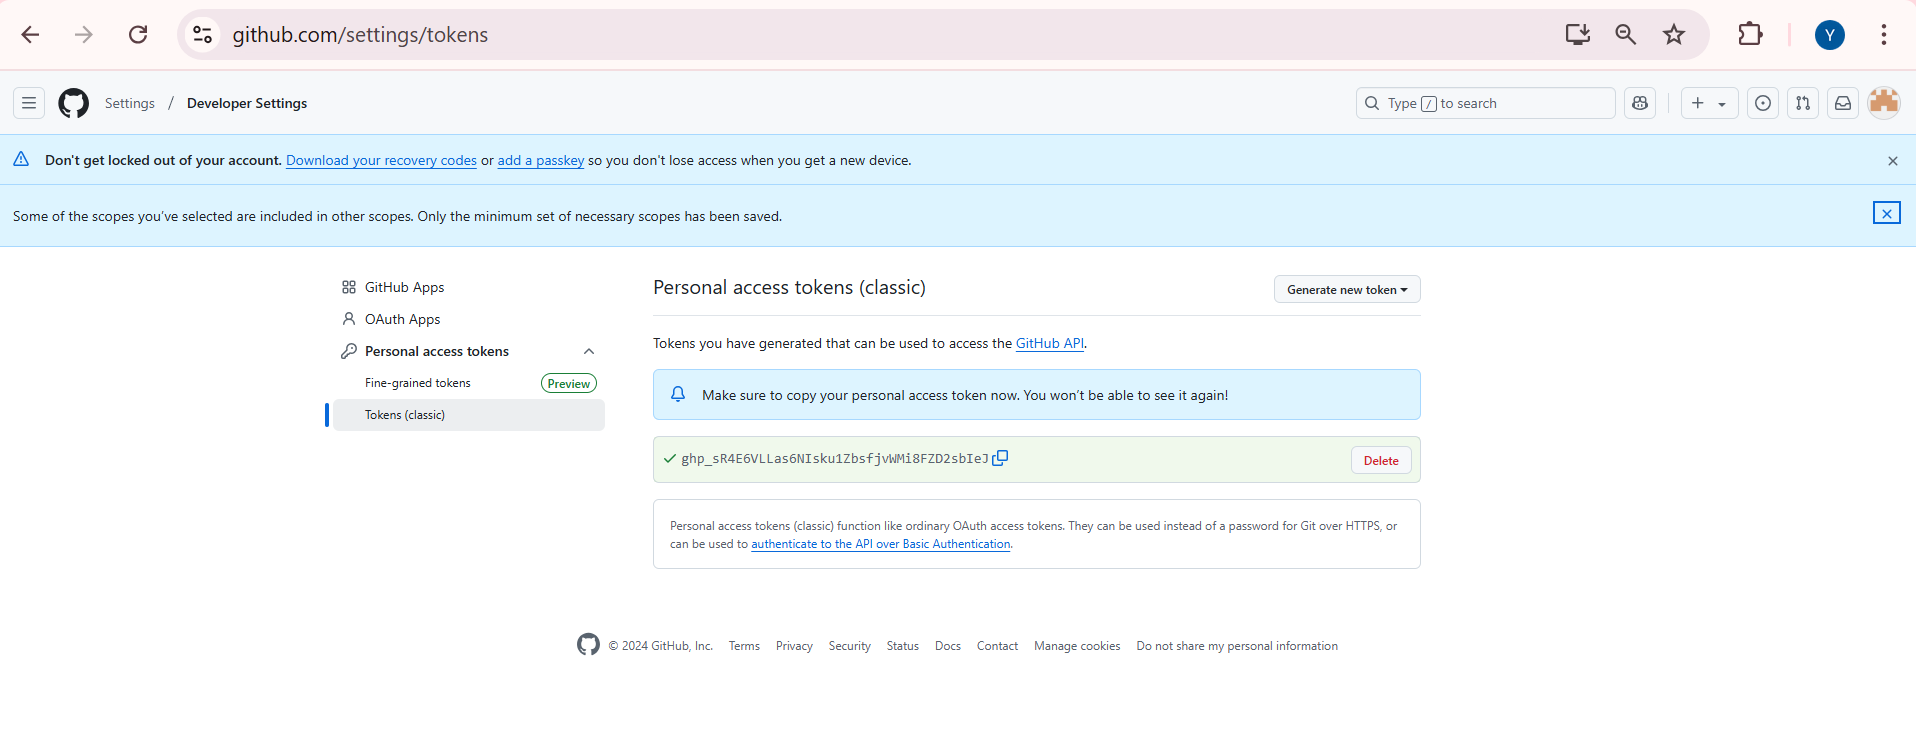 github.com/settings/tokens
Y
Settings / Developer Settings
Type / to search
Don't get locked out of your account. Download your recovery codes or add a passkey so you don't lose access when you get a new device.
Some of the scopes you’ve selected are included in other scopes. Only the minimum set of necessary scopes has been saved.
GitHub Apps
OAuth Apps
Personal access tokens
Fine-grained tokens Preview
Tokens (classic)
Personal access tokens (classic)
Generate new token
Tokens you have generated that can be used to access the GitHub API.
Make sure to copy your personal access token now. You won’t be able to see it again!
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
Delete
Personal access tokens (classic) function like ordinary OAuth access tokens. They can be used instead of a password for Git over HTTPS, or
can be used to authenticate to the API over Basic Authentication.
© 2024 GitHub, Inc. Terms Privacy Security Status Docs Contact Manage cookies Do not share my personal information